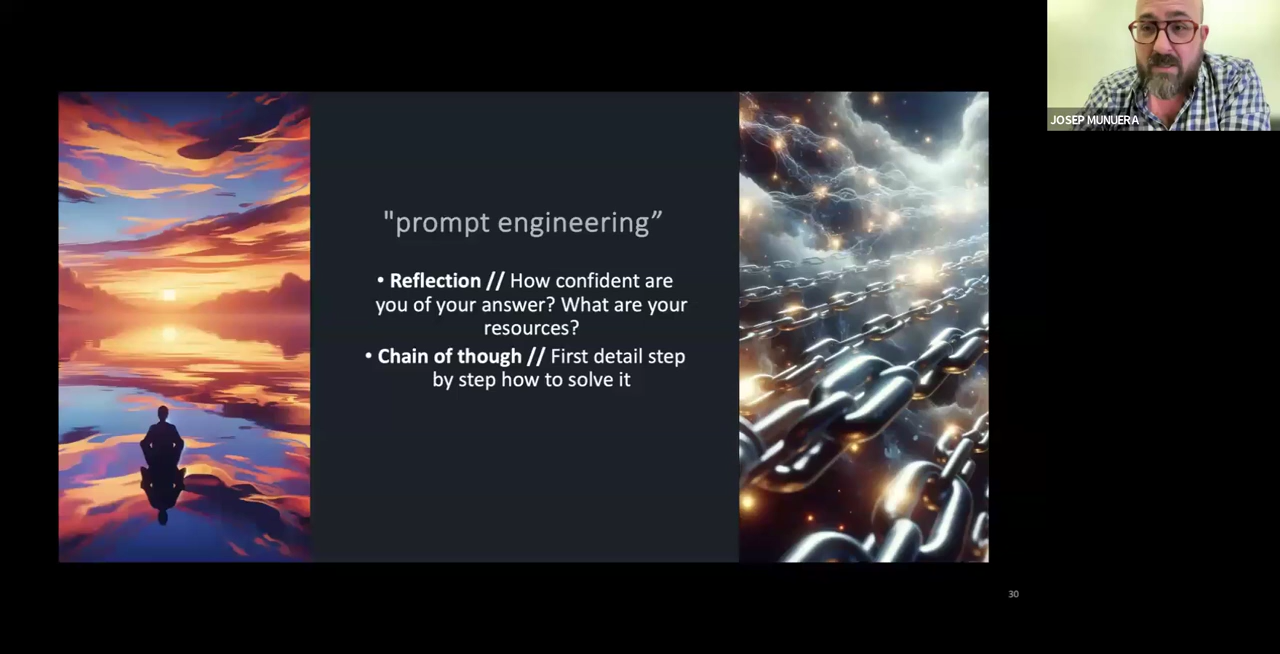 JOSEP MUNUERA
"prompt engineering”
• Reflection // How confident are
you of your answer? What are your
resources?
• Chain of though // First detail step
by step how to solve it
30